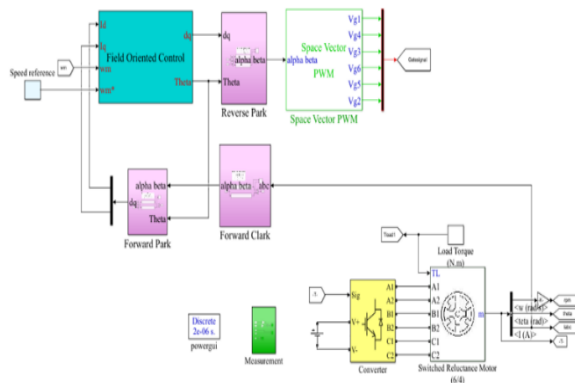 Id
Iq
wm
wm*
Field Oriented Control
dq
Theta
Speed reference
dq
alpha beta
Theta
Reverse Park
alpha beta
Space Vector
PWM
Vg1
Vg4
Vg3
Vg6
Vg5
Vg2
Space Vector PWM
alpha beta
dq
Theta
Forward Park
alpha beta
abc
Forward Clark
Load Torque
(N.m)
TL
A1
A2
B1
B2
C1
C2
m
Switched Reluctance Motor
(6/4)
<w (rad/s)>
<teta (rad)>
<I (A)>
Sig
V+
V-
A1
A2
B1
B2
C1
C2
Converter
Discrete
2e-06 s.
powergui
Measurement